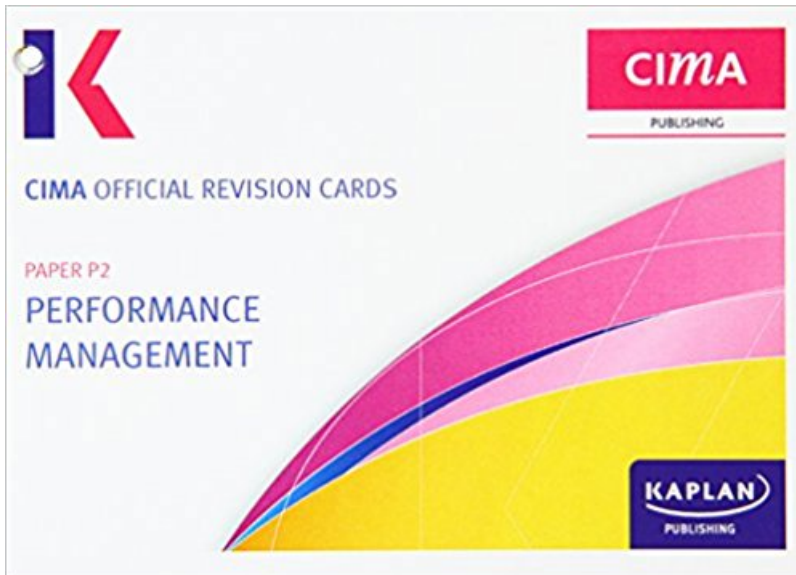 K
CIMA
PUBLISHING
CIMA OFFICIAL REVISION CARDS
PAPER P2
PERFORMANCE
MANAGEMENT
KAPLAN
PUBLISHING